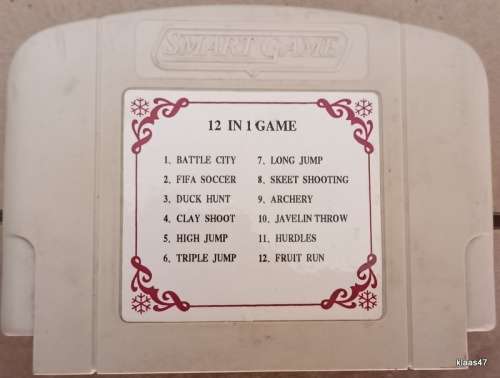 SMART GAME
12 IN 1 GAME
1、BATTLE CITY
2、FIFA SOCCER
3、DUCK HUNT
4、CLAY SHOOT
5、HIGH JUMP
6、TRIPLE JUMP
7、LONG JUMP
8、SKEET SHOOTING
9、ARCHERY
10、JAVELIN THROW
11、HURDLES
12、FRUIT RUN
klaas47